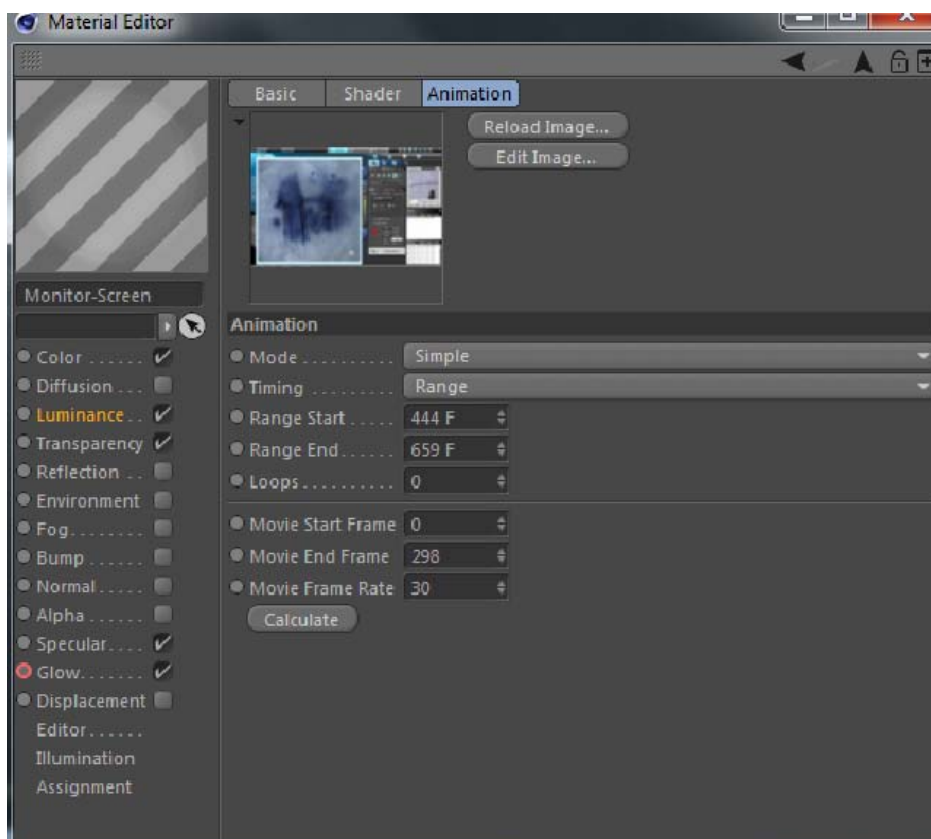 Material Editor
Basic Shader Animation
Reload Image...
Edit Image...
Monitor-Screen
Color ......
Diffusion ...
Luminance ..
Transparency
Reflection ..
Environment
Fog........
Bump ......
Normal.....
Alpha ......
Specular....
Glow.......
Displacement
Editor......
Illumination
Assignment
Animation
Mode.......... Simple
Timing ......... Range
Range Start ..... 444 F
Range End...... 659 F
Loops.......... 0
Movie Start Frame 0
Movie End Frame 298
Movie Frame Rate 30
Calculate